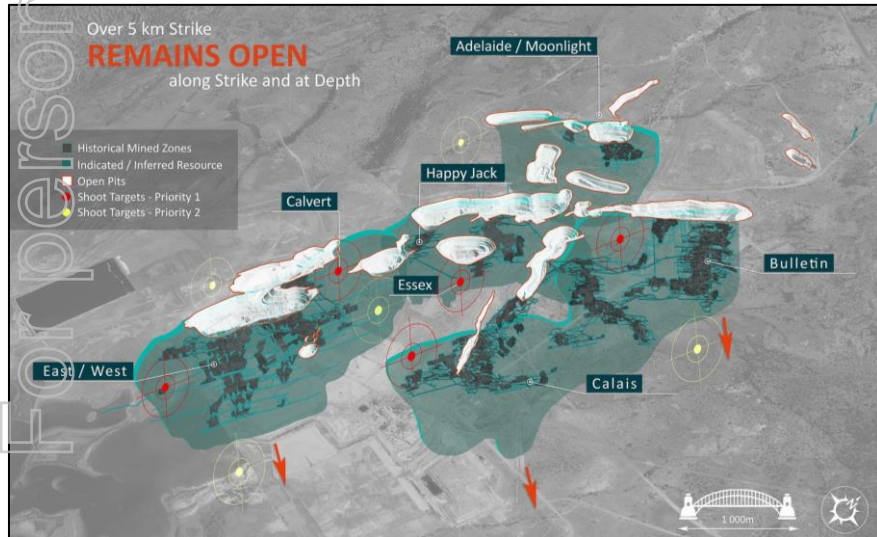 For person
Over 5 km Strike
REMAINS OPEN
along Strike and at Depth
Adelaide / Moonlight
Historical Mined Zones
Indicated / Inferred Resource
Open Pits
Shoot Targets - Priority 1
Shoot Targets - Priority 2
Happy Jack
Calvert
Bulletin
Essex
East / West
Calais
1 000m